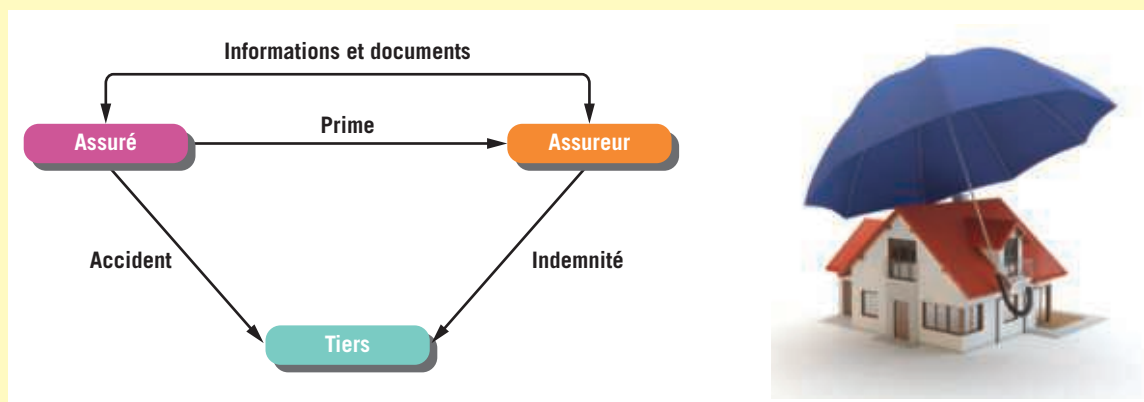 Informations et documents
Assuré
Prime
Assureur
Accident
Indemnité
Tiers